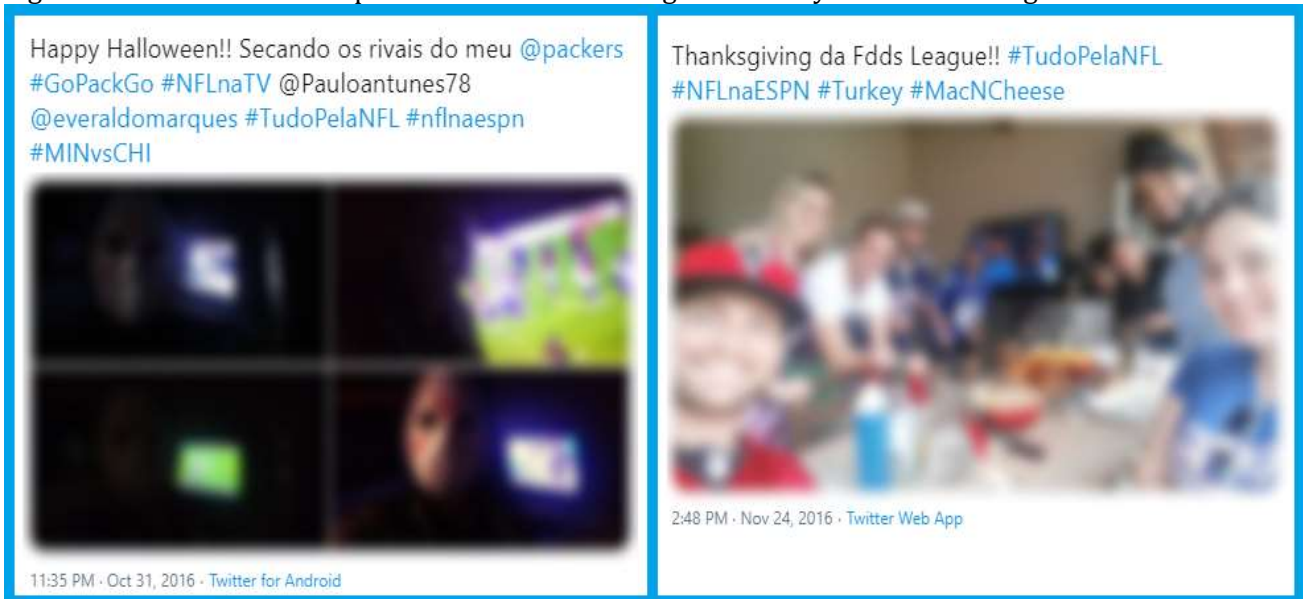 Happy Halloween!! Secando os rivais do meu @packers
#GoPackGo #NFLnaTV @Pauloantunes78
@everaldomarques #TudoPelaNFL #nflnaespn
#MINvsCHI
11:35 PM · Oct 31, 2016 · Twitter for Android
Thanksgiving da Fdds League!! #TudoPelaNFL
#NFLnaESPN #Turkey #MacNCheese
2:48 PM · Nov 24, 2016 · Twitter Web App